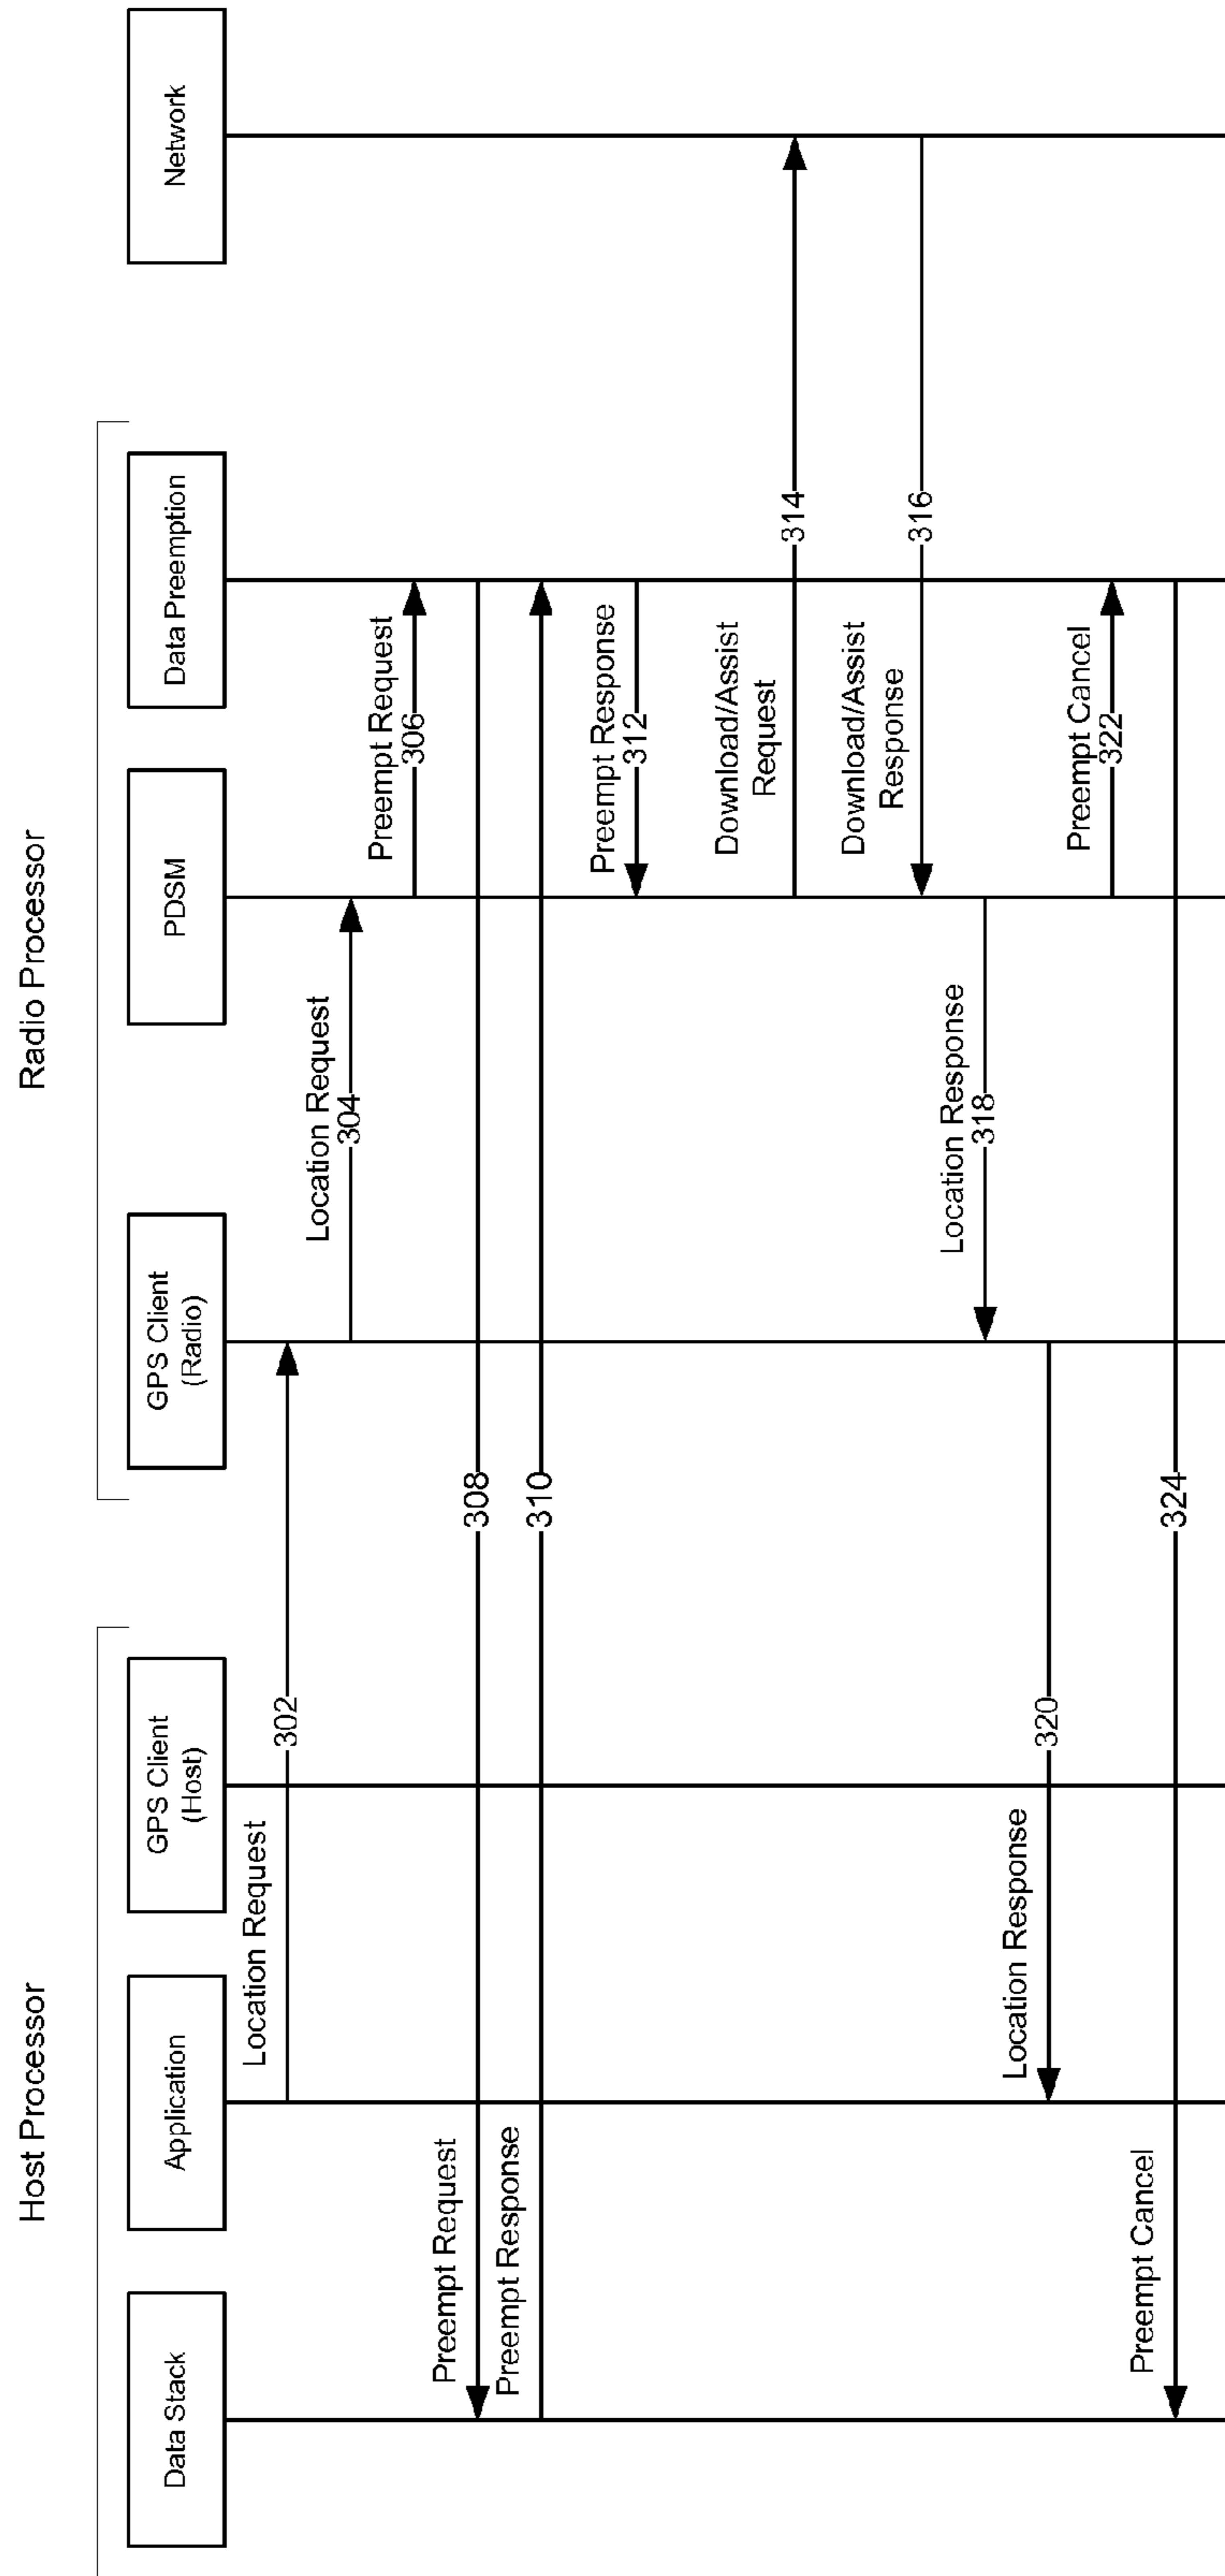 Host Processor
Radio Processor
Data Stack
Application
GPS Client
(Host)
GPS Client
(Radio)
PDSM
Data Preemption
Network
Location Request
302
Location Request
304
Preempt Request
306
Preempt Request
308
Preempt Response
310
Preempt Response
312
Download/Assist
Request
314
Download/Assist
Response
316
Location Response
318
Location Response
320
Preempt Cancel
322
Preempt Cancel
324